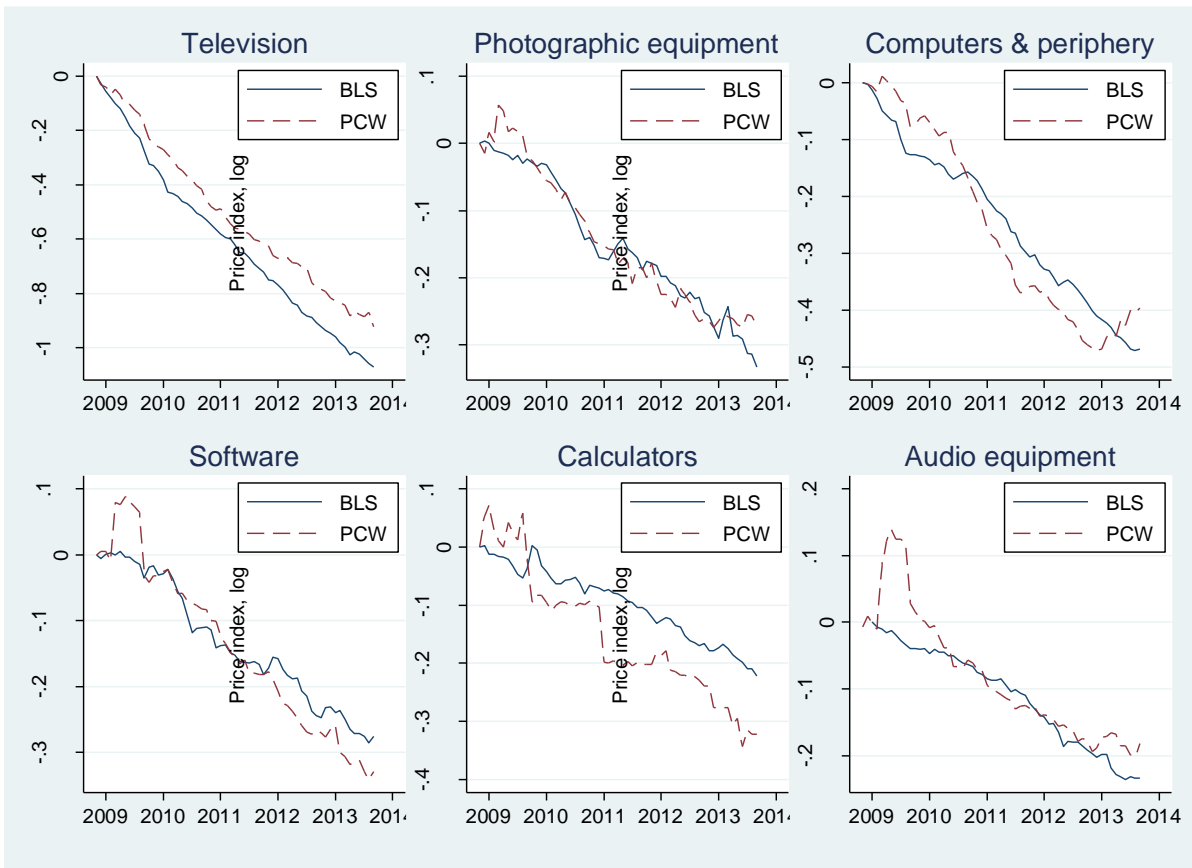 Television
BLS
PCW
0
-.2
-.4
-.6
-.8
-1
2009 2010 2011 2012 2013 2014
Photographic equipment
BLS
PCW
Price index, log
.1
0
-.1
-.2
-.3
2009 2010 2011 2012 2013 2014
Computers & periphery
BLS
PCW
Price index, log
0
-.1
-.2
-.3
-.4
-.5
2009 2010 2011 2012 2013 2014
Software
BLS
PCW
.1
0
-.1
-.2
-.3
2009 2010 2011 2012 2013 2014
Calculators
BLS
PCW
Price index, log
.1
0
-.1
-.2
-.3
-.4
2009 2010 2011 2012 2013 2014
Audio equipment
BLS
PCW
Price index, log
.2
.1
0
-.1
-.2
2009 2010 2011 2012 2013 2014